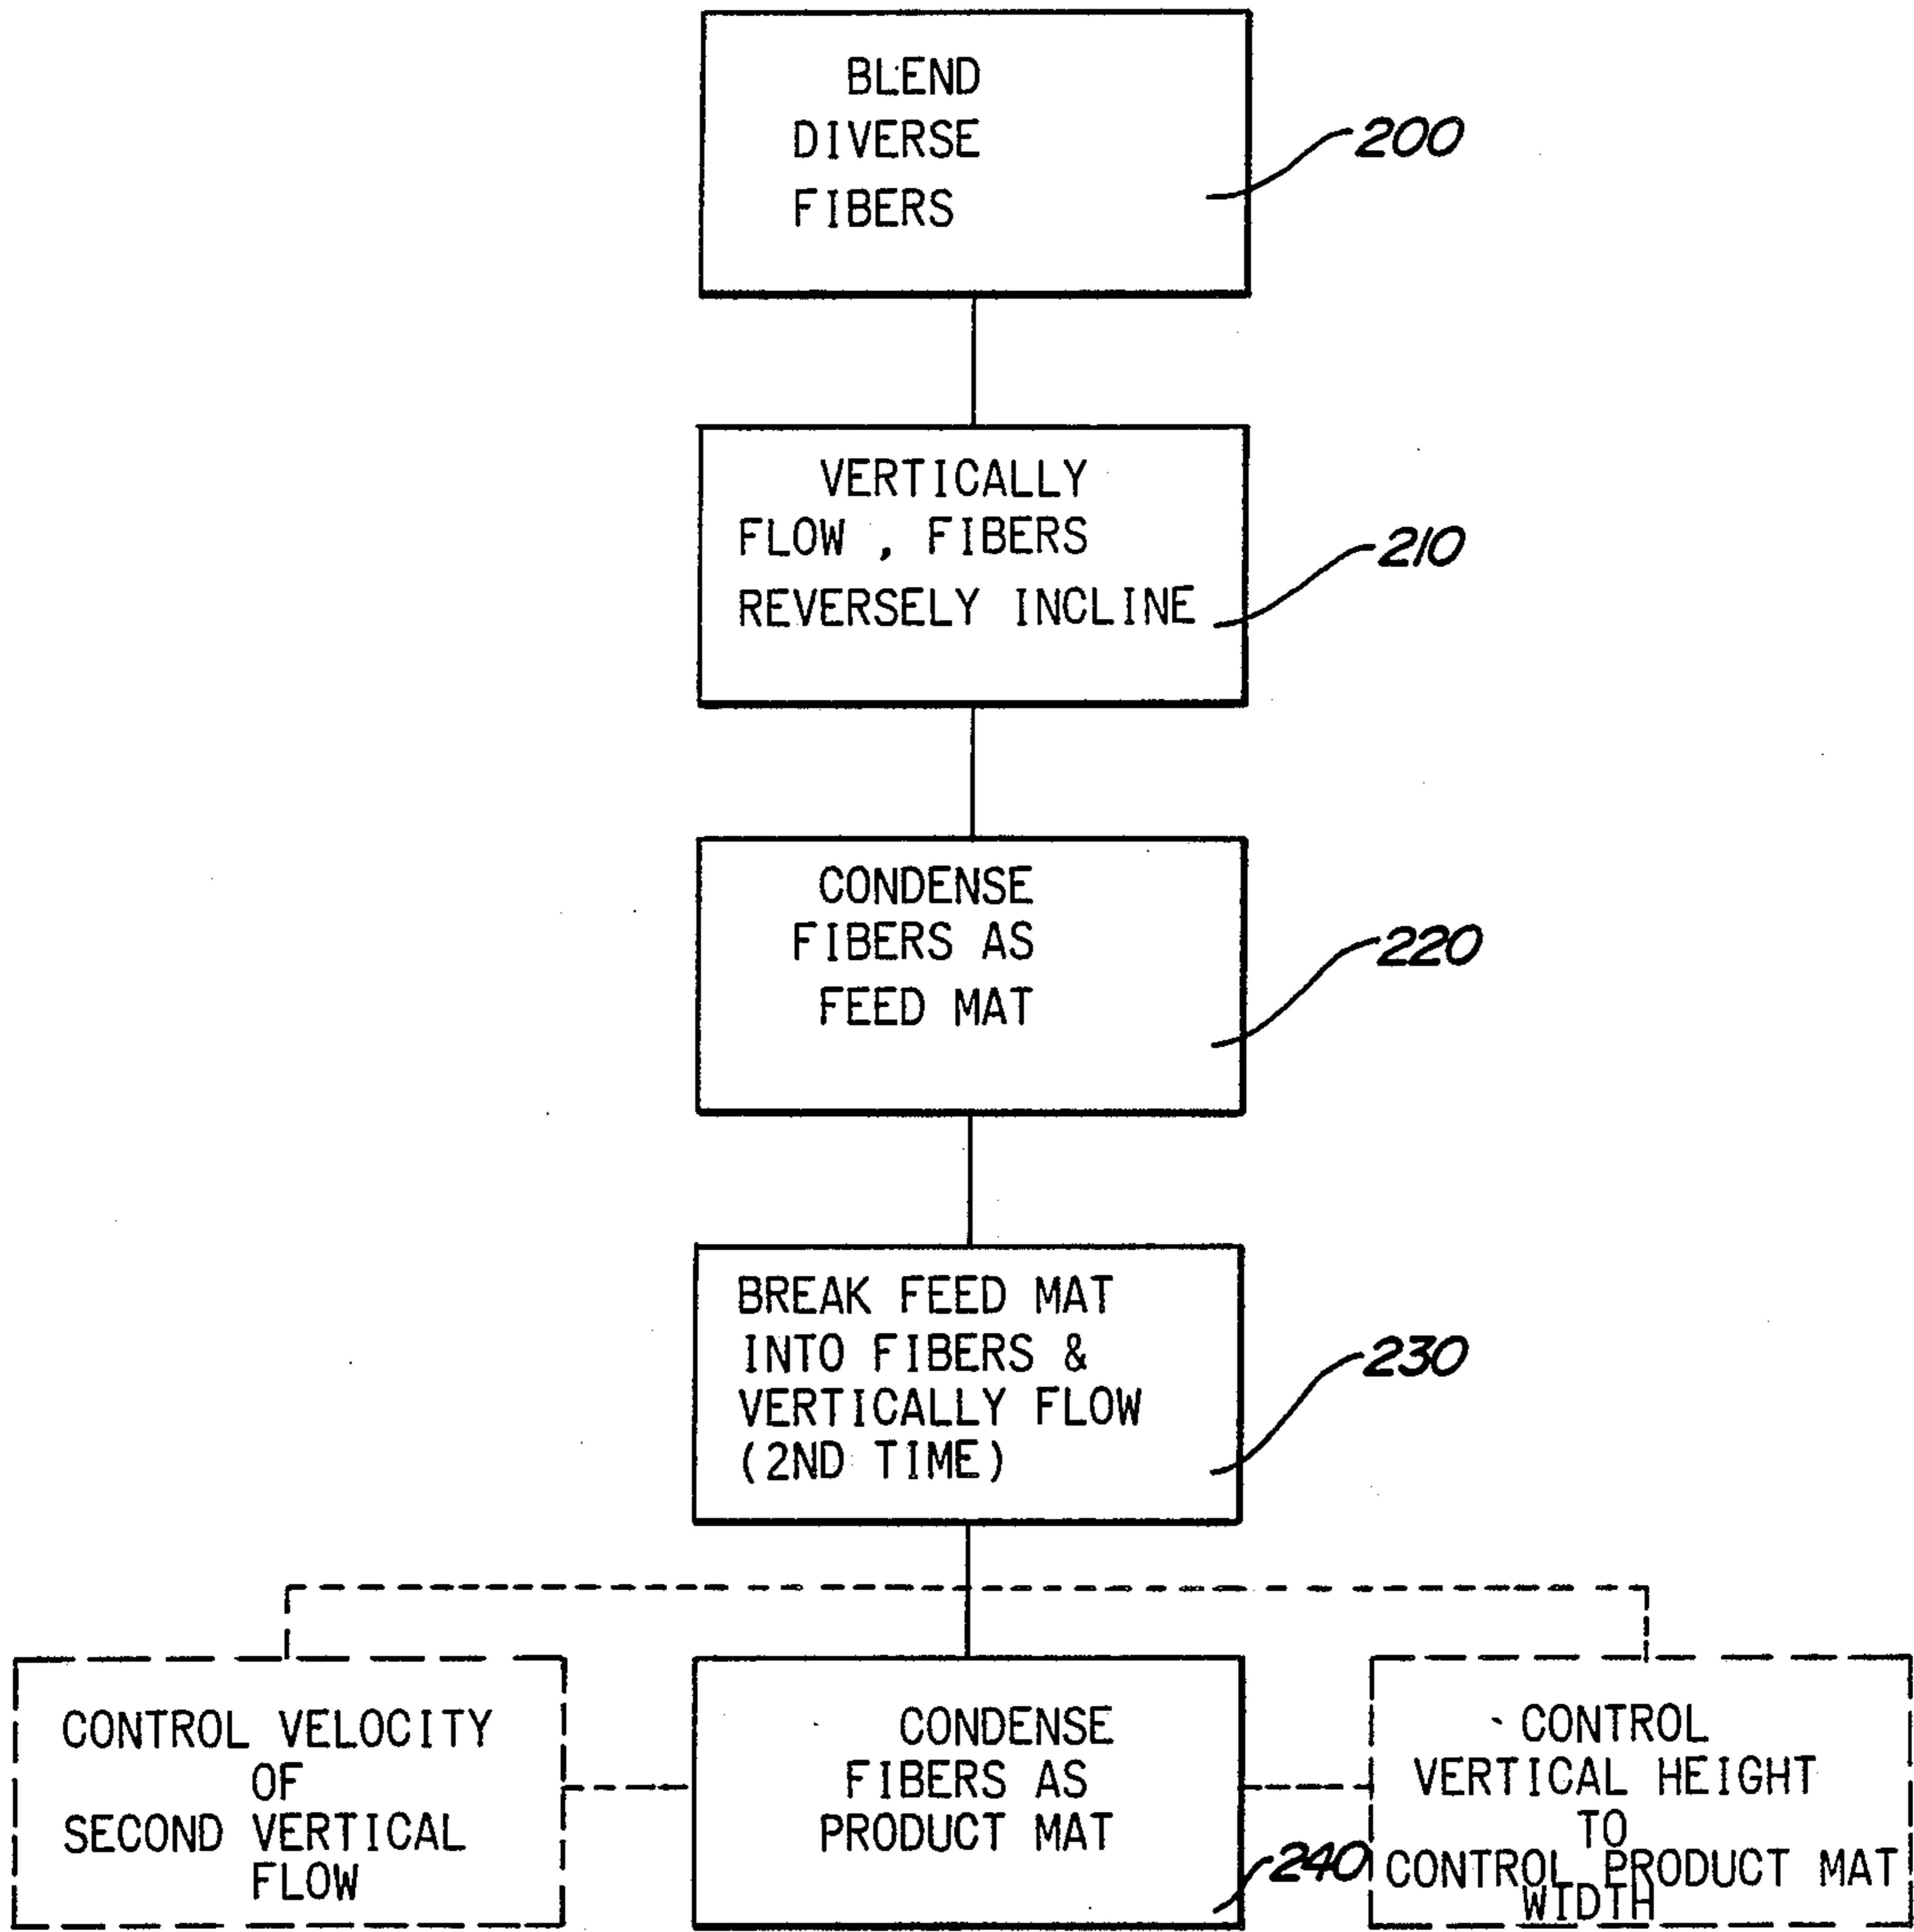 BLEND
DIVERSE
FIBERS
200
VERTICALLY
FLOW , FIBERS
REVERSELY INCLINE
210
CONDENSE
FIBERS AS
FEED MAT
220
BREAK FEED MAT
INTO FIBERS &
VERTICALLY FLOW
(2ND TIME)
230
CONTROL VELOCITY
OF
SECOND VERTICAL
FLOW
CONDENSE
FIBERS AS
PRODUCT MAT
240
CONTROL
VERTICAL HEIGHT
TO
CONTROL PRODUCT MAT
WIDTH